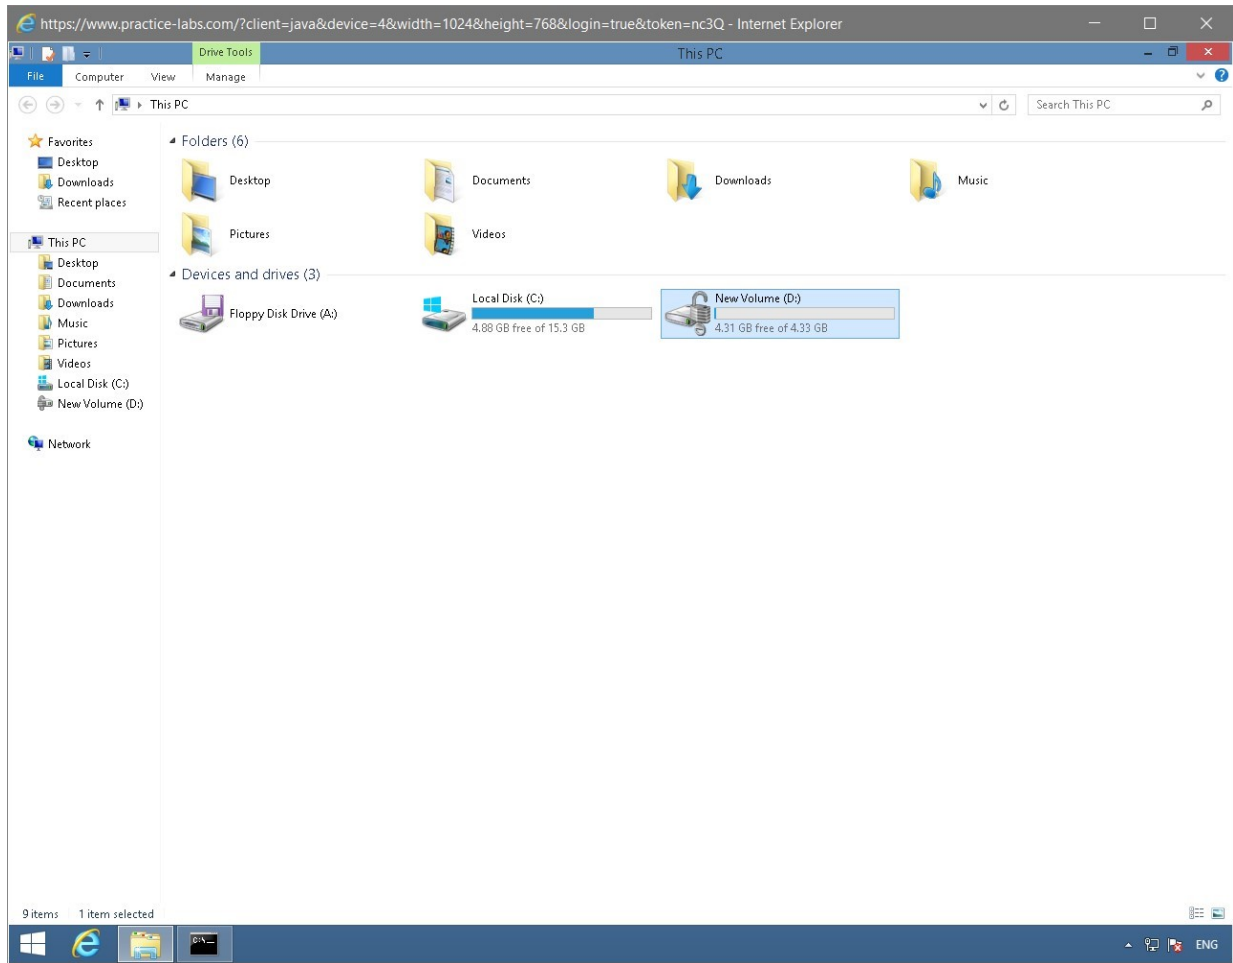 https://www.practice-labs.com/?client=java&device=4&width=1024&height=768&login=true&token=nc3Q - Internet Explorer
Drive Tools
This PC
File Computer View Manage
This PC
Search This PC
Favorites
Desktop
Downloads
Recent places
This PC
Desktop
Documents
Downloads
Music
Pictures
Videos
Local Disk (C:)
New Volume (D:)
Network
Folders (6)
Desktop Documents Downloads Music
Pictures Videos
Devices and drives (3)
Floppy Disk Drive (A:)
Local Disk (C:)
4.88 GB free of 15.3 GB
New Volume (D:)
4.31 GB free of 4.33 GB
9 items 1 item selected
C:\_
ENG